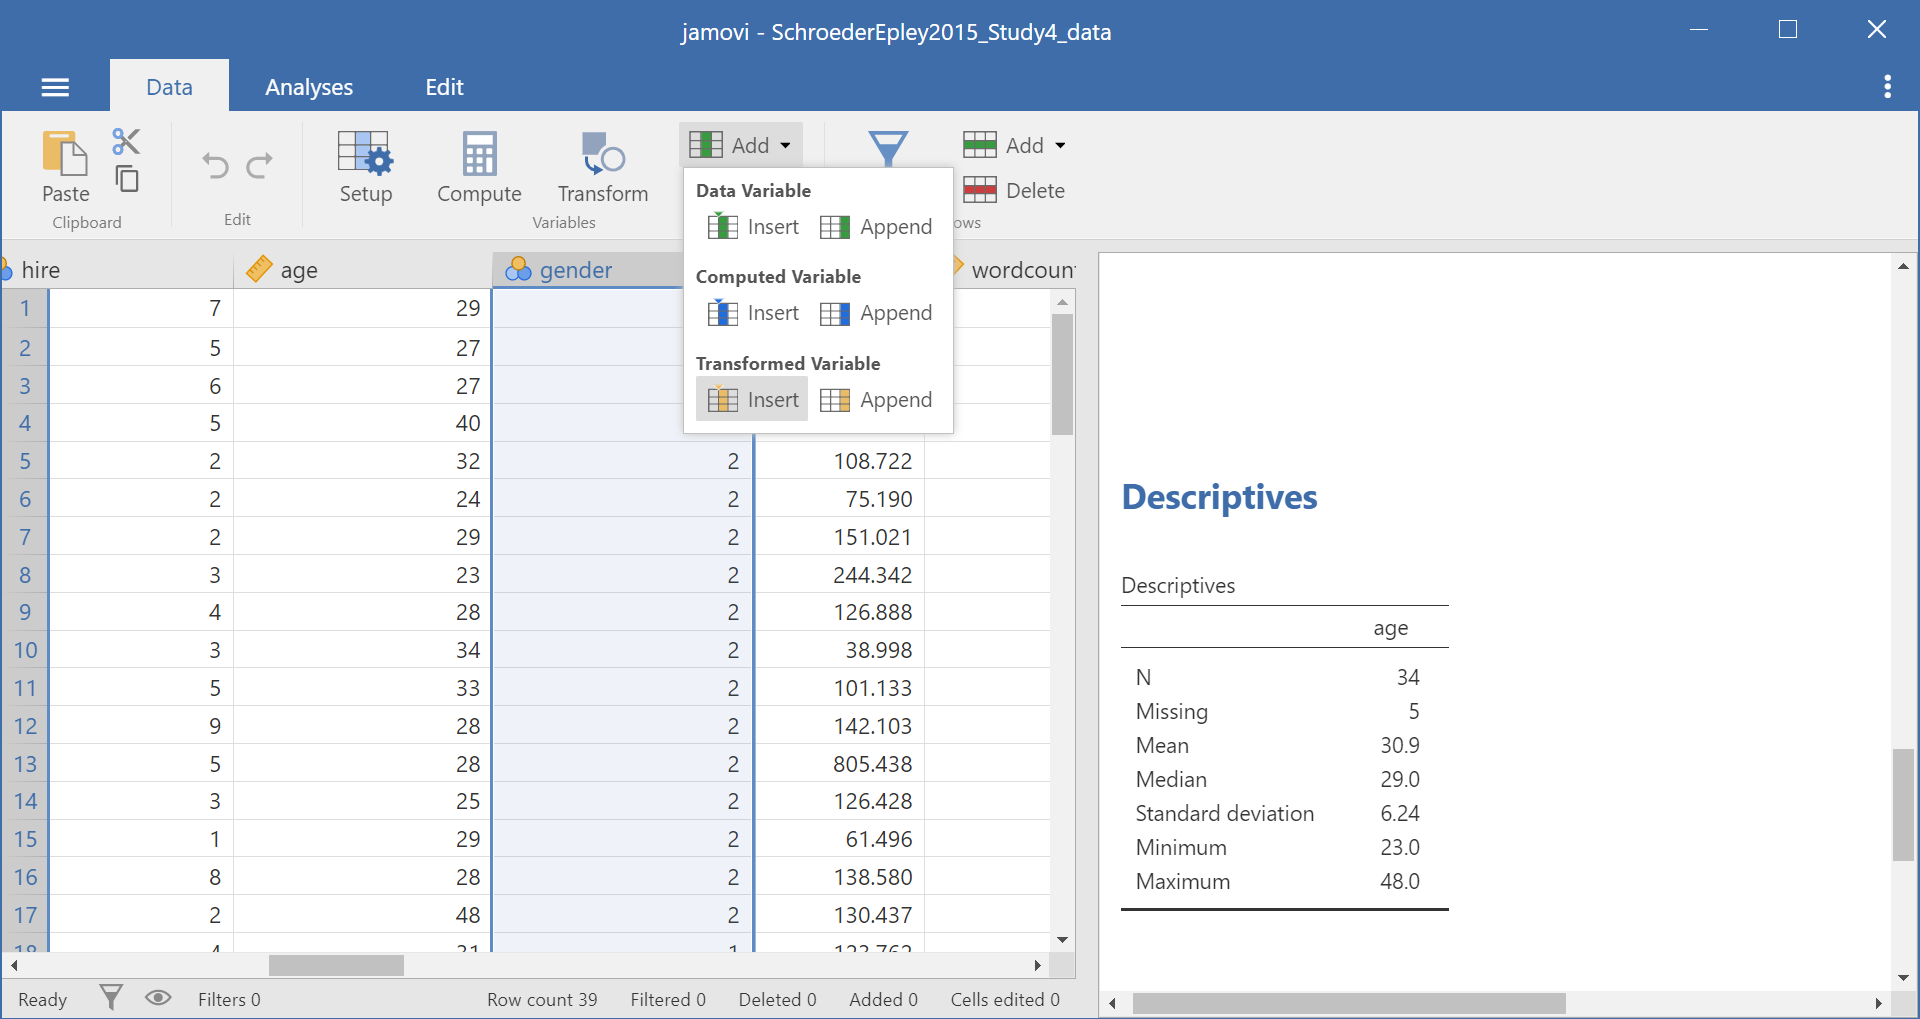 jamovi - SchroederEpley2015_Study4_data
Data Analyses Edit
Paste Setup Compute Transform Add Add
Delete
Clipboard Edit Variables ows
Data Variable
Insert Append
Computed Variable
Insert Append
Transformed Variable
Insert Append
hire age gender wordcoun
1 7 29
2 5 27
3 6 27
4 5 40
5 2 32 2 108.722
6 2 24 2 75.190
7 2 29 2 151.021
8 3 23 2 244.342
9 4 28 2 126.888
10 3 34 2 38.998
11 5 33 2 101.133
12 9 28 2 142.103
13 5 28 2 805.438
14 3 25 2 126.428
15 1 29 2 61.496
16 8 28 2 138.580
17 2 48 2 130.437
18 4 31 1 123.762
Descriptives
Descriptives
age
N 34
Missing 5
Mean 30.9
Median 29.0
Standard deviation 6.24
Minimum 23.0
Maximum 48.0
Ready Filters 0 Row count 39 Filtered 0 Deleted 0 Added 0 Cells edited 0